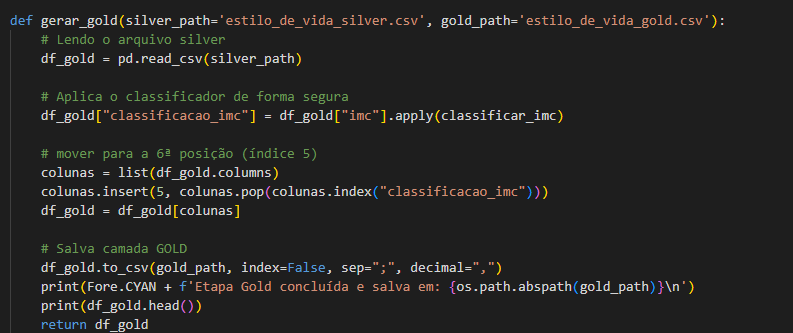 def gerar_gold(silver_path='estilo_de_vida_silver.csv', gold_path='estilo_de_vida_gold.csv'):
    # Lendo o arquivo silver
    df_gold = pd.read_csv(silver_path)

    # Aplica o classificador de forma segura
    df_gold["classificacao_imc"] = df_gold["imc"].apply(classificar_imc)

    # mover para a 6ª posição (índice 5)
    colunas = list(df_gold.columns)
    colunas.insert(5, colunas.pop(colunas.index("classificacao_imc")))
    df_gold = df_gold[colunas]

    # Salva camada GOLD
    df_gold.to_csv(gold_path, index=False, sep=";", decimal=",")
    print(Fore.CYAN + f'Etapa Gold concluída e salva em: {os.path.abspath(gold_path)}\n')
    print(df_gold.head())
    return df_gold